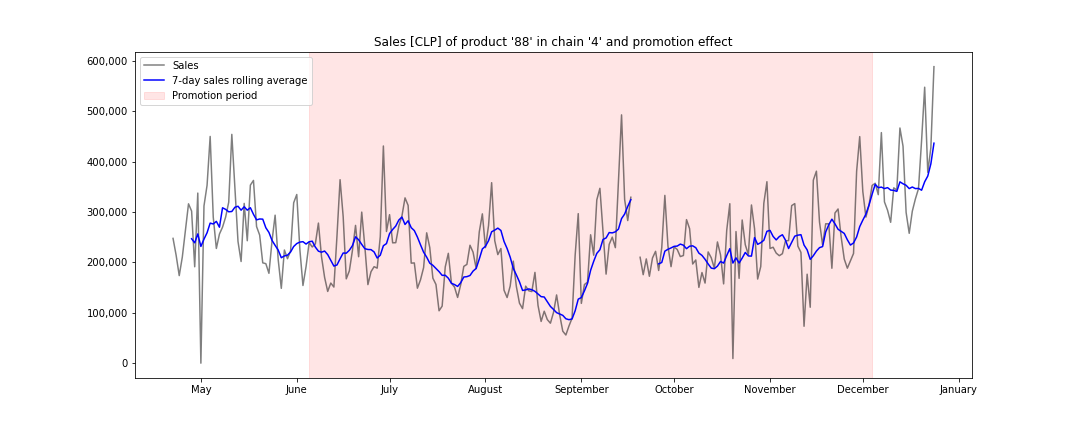 Sales [CLP] of product '88' in chain '4' and promotion effect
600,000
500,000
400,000
300,000
200,000
100,000
0
Sales
7-day sales rolling average
Promotion period
May June July August September October November December January